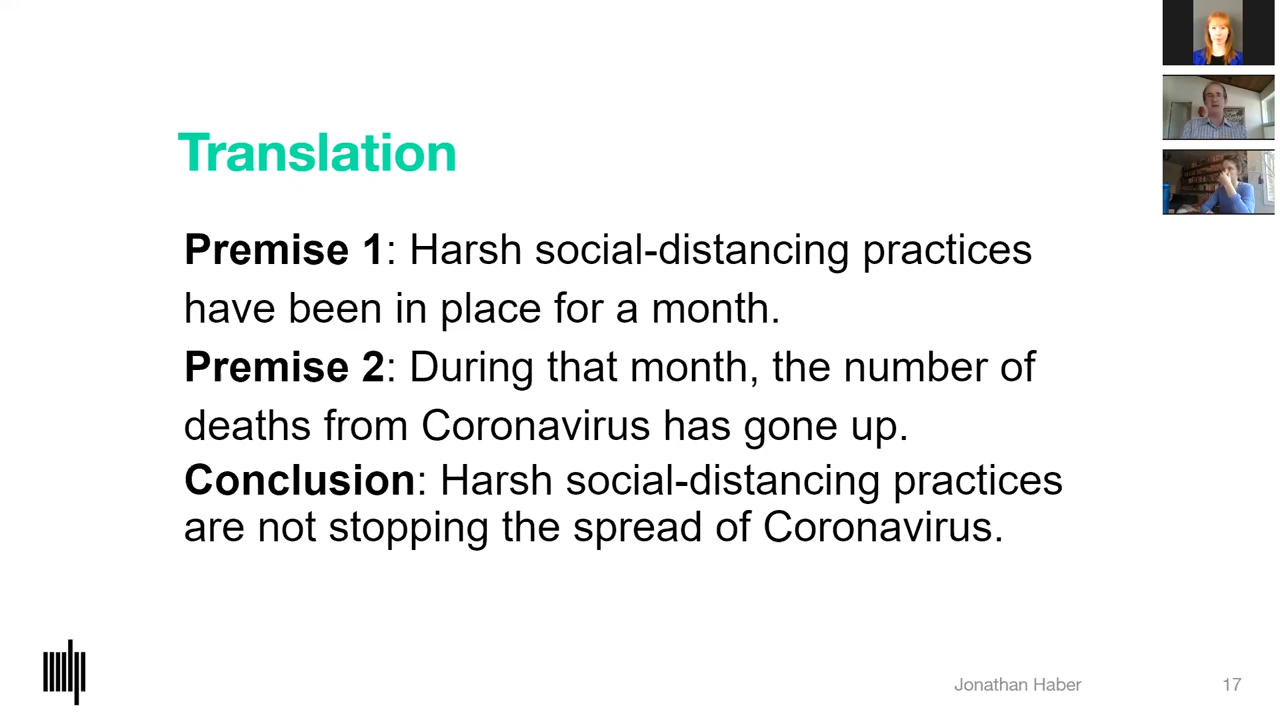 Translation
Premise 1: Harsh social-distancing practices
have been in place for a month.
Premise 2: During that month, the number of
deaths from Coronavirus has gone up.
Conclusion: Harsh social-distancing practices
are not stopping the spread of Coronavirus.
Jonathan Haber 17